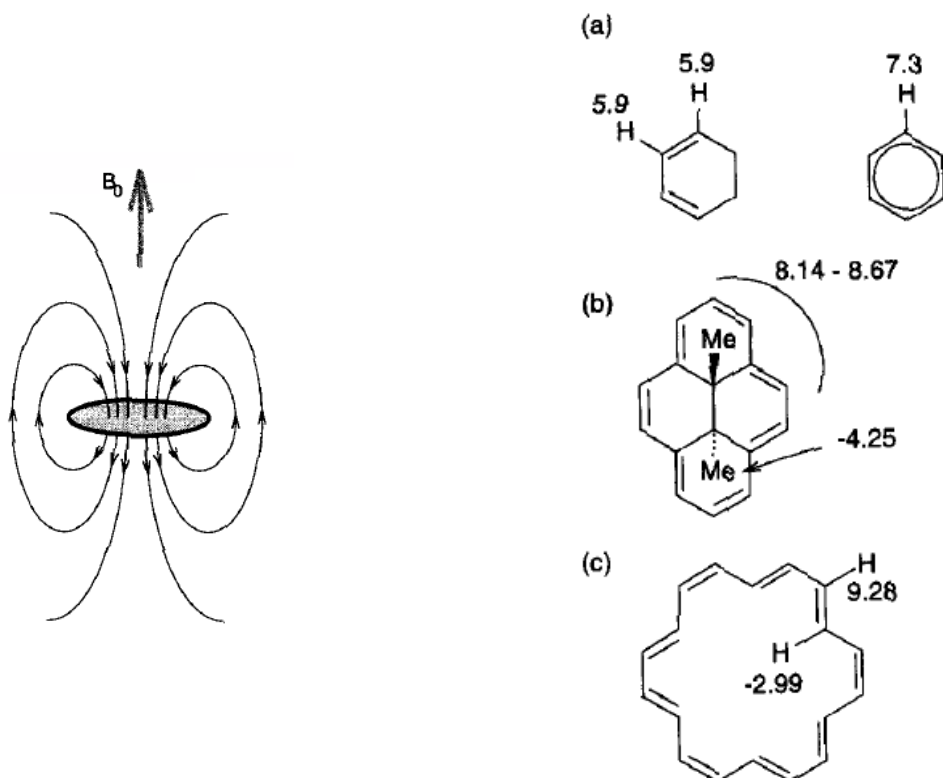 B₀
(a)
5.9
5.9
H
H
7.3
H
(b)
8.14 - 8.67
Me
Me
-4.25
(c)
H
9.28
H
-2.99